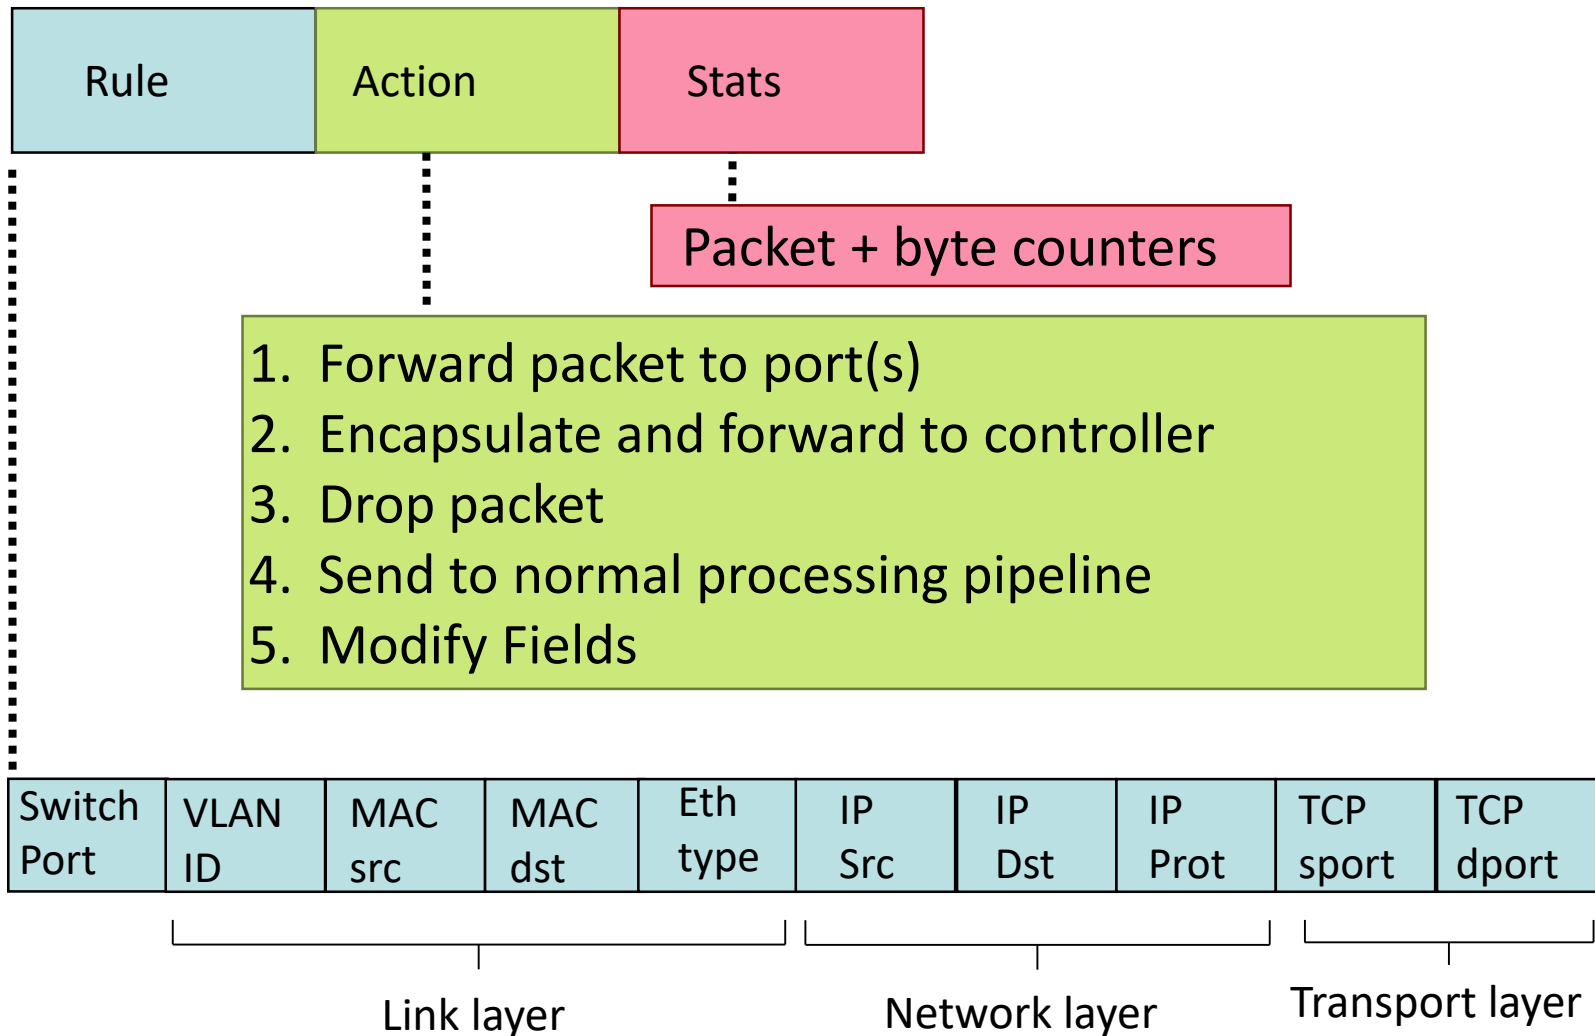 Rule
Action
Stats
Packet + byte counters
1. Forward packet to port(s)
2. Encapsulate and forward to controller
3. Drop packet
4. Send to normal processing pipeline
5. Modify Fields
Switch
Port
VLAN
ID
MAC
src
MAC
dst
Eth
type
IP
Src
IP
Dst
IP
Prot
TCP
sport
TCP
dport
Link layer
Network layer
Transport layer